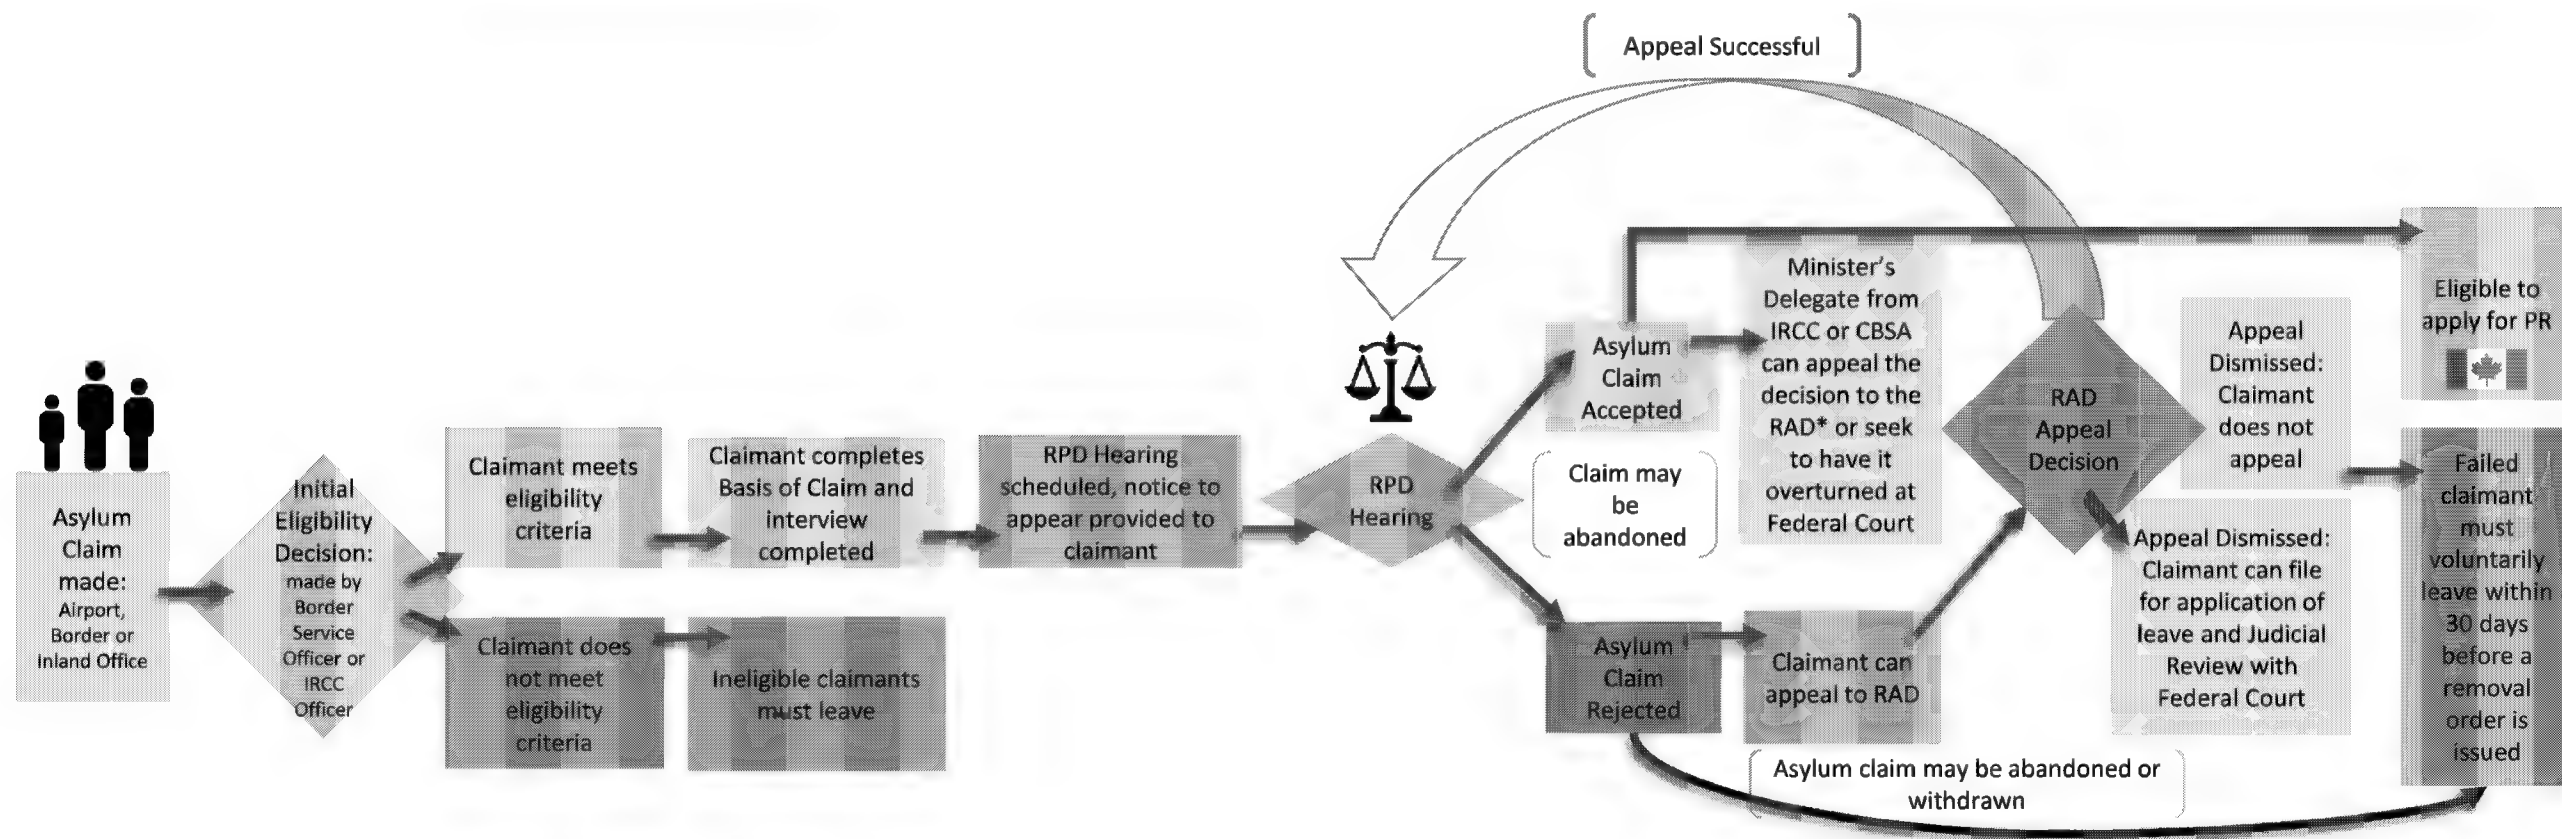 Appeal Successful
Asylum
Claim
made:
Airport,
Border or
Inland Office
Initial
Eligibility
Decision:
made by
Border
Service
Officer or
IRCC
Officer
Claimant meets
eligibility
criteria
Claimant does
not meet
eligibility
criteria
Claimant completes
Basis of Claim and
interview
completed
Ineligible claimants
must leave
RPD Hearing
scheduled, notice to
appear provided to
claimant
RPD
Hearing
Asylum
Claim
Accepted
Claim may
be
abandoned
Asylum
Claim
Rejected
Minister's
Delegate from
IRCC or CBSA
can appeal the
decision to the
RAD* or seek
to have it
overturned at
Federal Court
Claimant can
appeal to RAD
Asylum claim may be abandoned or
withdrawn
RAD
Appeal
Decision
Appeal
Dismissed:
Claimant
does not
appeal
Appeal Dismissed:
Claimant can file
for application of
leave and Judicial
Review with
Federal Court
Eligible to
apply for PR
Failed
claimant
must
voluntarily
leave within
30 days
before a
removal
order is
issued